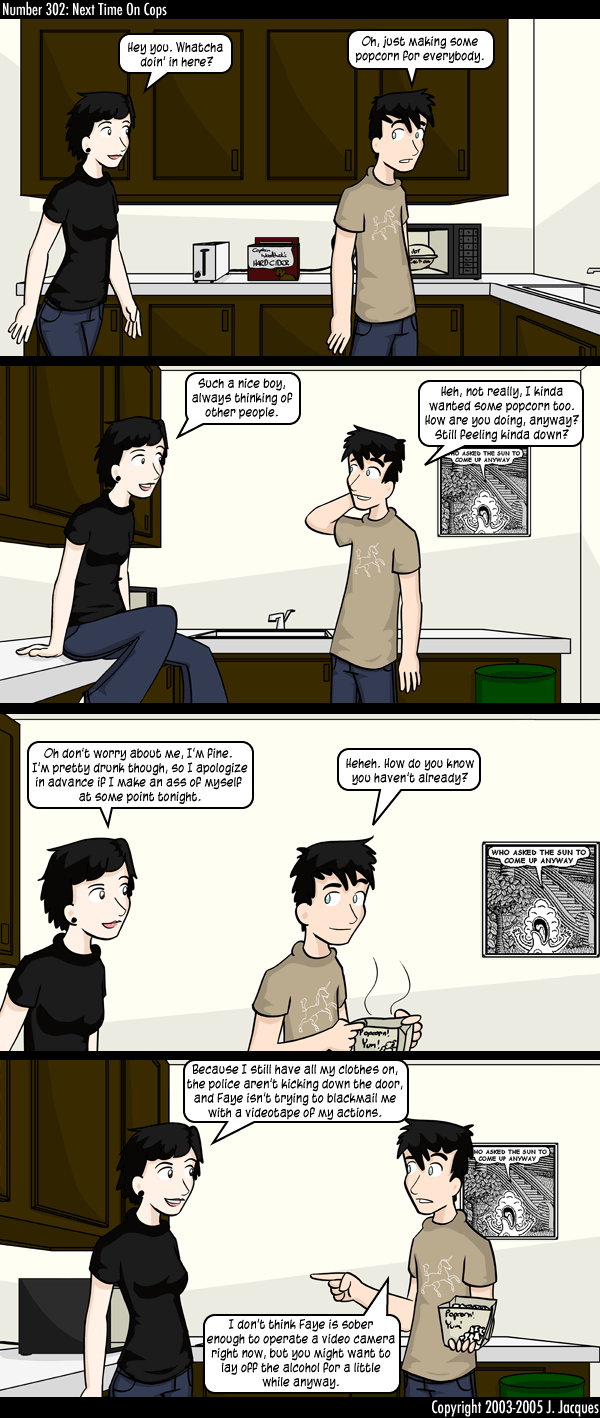 Number 302: Next Time On Cops
Hey you. Whatcha
doin' in here?
Oh, just making some
popcorn for everybody.
HARD CIDER
HOT
Such a nice boy,
always thinking of
other people.
Heh, not really, I kinda
wanted some popcorn too.
How are you doing, anyway?
Still feeling kinda down?
WHO ASKED THE SUN TO
COME UP ANYWAY
Oh don't worry about me, I'm fine.
I'm pretty drunk though, so I apologize
in advance if I make an ass of myself
at some point tonight.
Heheh. How do you know
you haven't already?
WHO ASKED THE SUN TO
COME UP ANYWAY
Popcorn!
Yum!
Because I still have all my clothes on,
the police aren't kicking down the door,
and Faye isn't trying to blackmail me
with a videotape of my actions.
WHO ASKED THE SUN TO
COME UP ANYWAY
Popcorn!
Yum!
I don't think Faye is sober
enough to operate a video camera
right now, but you might want to
lay off the alcohol for a little
while anyway.
Copyright 2003-2005 J. Jacques